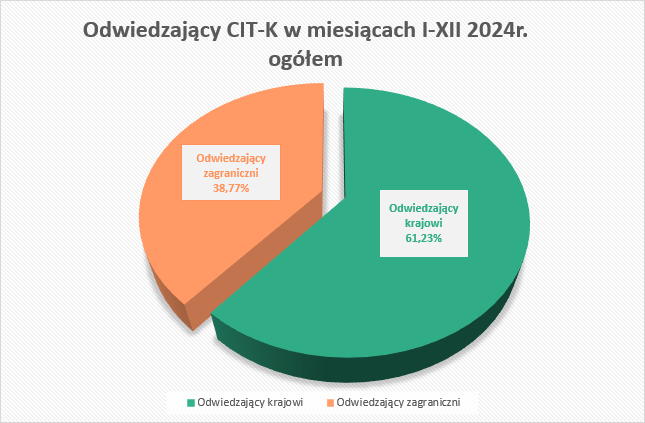 Odwiedzający CIT-K w miesiącach I-XII 2024r.
ogółem
Odwiedzający
zagraniczni
38,77%
Odwiedzający
krajowi
61,23%
Odwiedzający krajowi
Odwiedzający zagraniczni